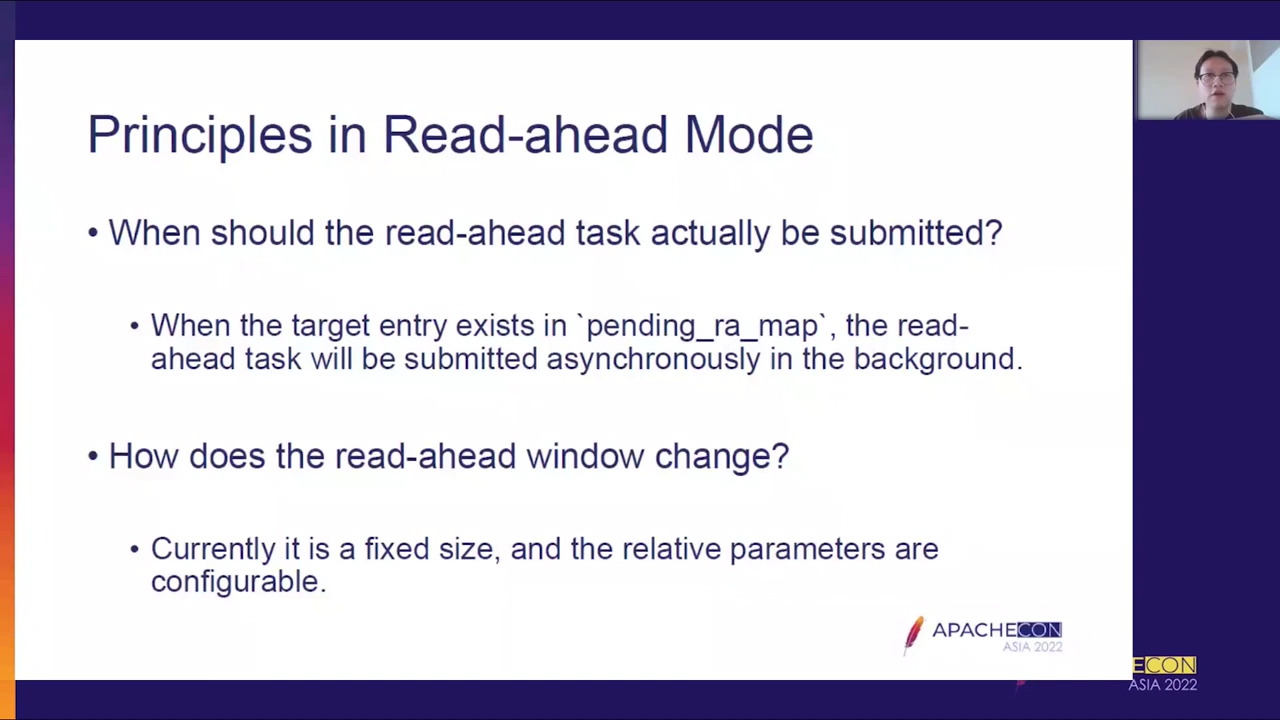 Principles in Read-ahead Mode
• When should the read-ahead task actually be submitted?
• When the target entry exists in `pending_ra_map`, the read-
ahead task will be submitted asynchronously in the background.
• How does the read-ahead window change?
• Currently it is a fixed size, and the relative parameters are
configurable.
APACHECON
ASIA 2022
ECON
ASIA 2022